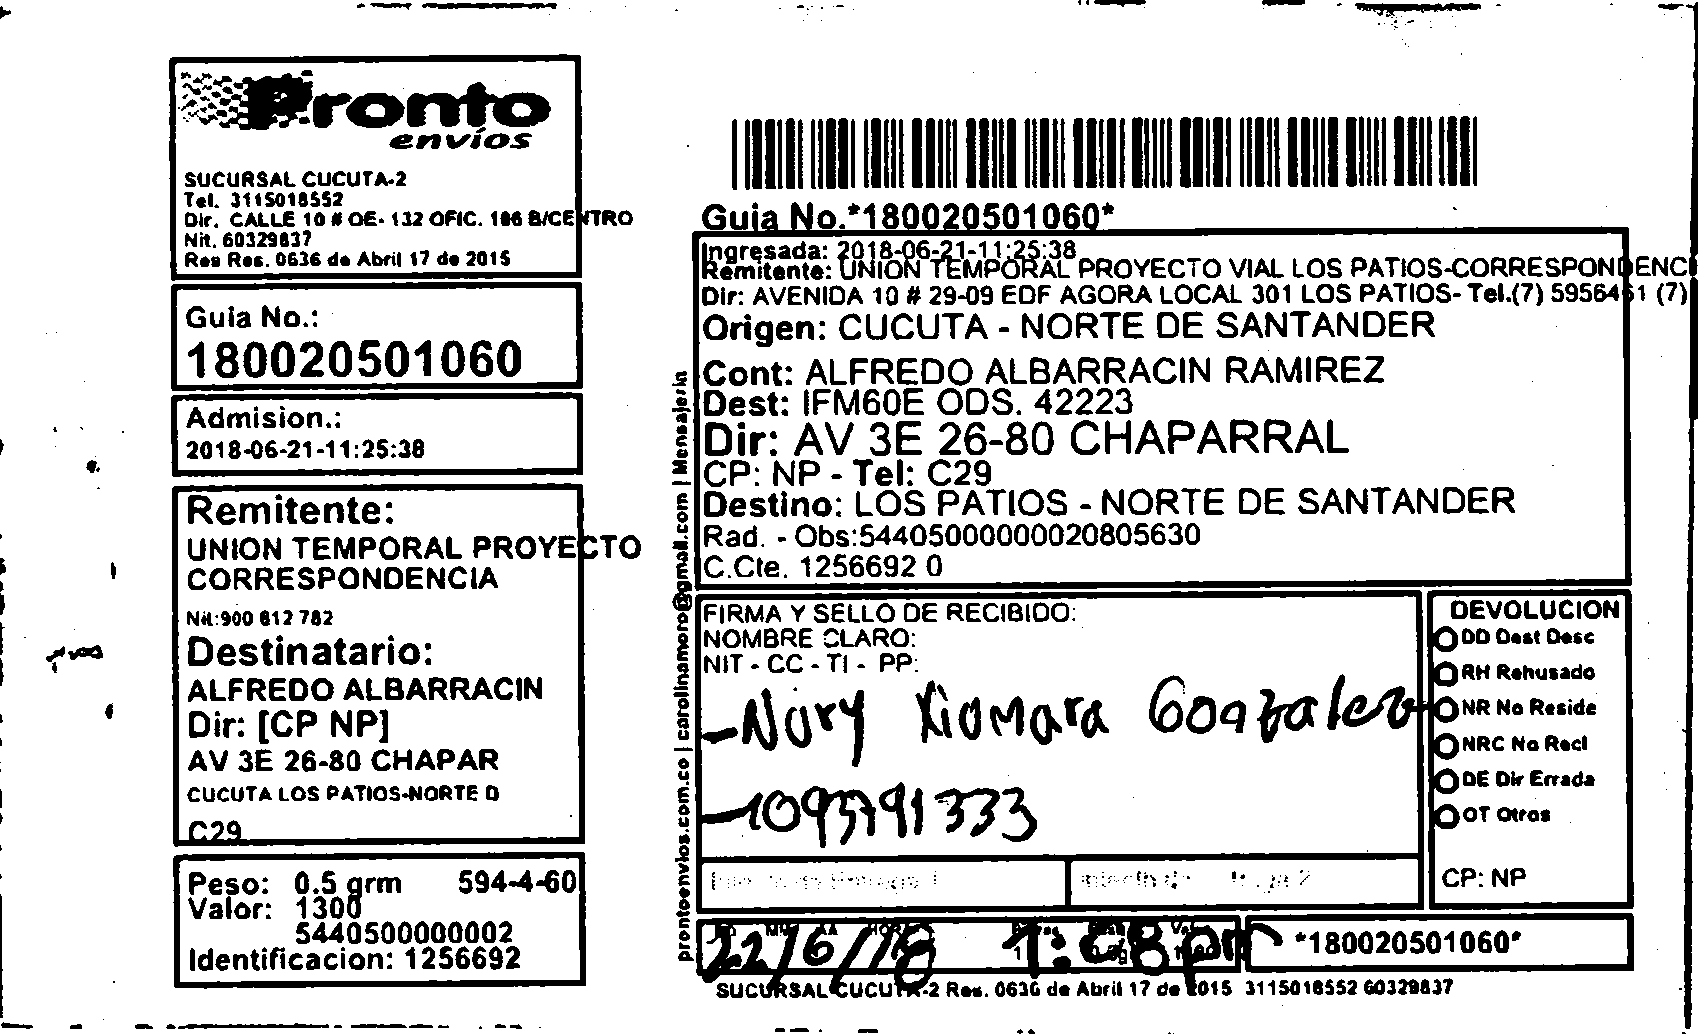 Pronto
envíos
SUCURSAL CUCUTA-2
Tel. 3115018552
Dir. CALLE 10 # OE- 132 OFIC. 106 B/CENTRO
Nit. 60329837
Res Res. 0636 de Abril 17 de 2015
Guia No.:
180020501060
Admision.:
2018-06-21-11:25:38
Remitente:
UNION TEMPORAL PROYECTO
CORRESPONDENCIA
Nit:900 812 782
Destinatario:
ALFREDO ALBARRACIN
Dir: [CP NP]
AV 3E 26-80 CHAPAR
CUCUTA LOS PATIOS-NORTE D
C29
Peso: 0.5 grm 594-4-60
Valor: 1300
5440500000002
Identificacion: 1256692
prontoenvios.com.co | carolinamoro@gmail.com | Mensajeria
Guia No.*180020501060*
Ingresada: 2018-06-21-11:25:38
Remitente: UNION TEMPORAL PROYECTO VIAL LOS PATIOS-CORRESPONDENCI
Dir: AVENIDA 10 # 29-09 EDF AGORA LOCAL 301 LOS PATIOS- Tel.(7) 5956461 (7)
Origen: CUCUTA - NORTE DE SANTANDER
Cont: ALFREDO ALBARRACIN RAMIREZ
Dest: IFM60E ODS. 42223
Dir: AV 3E 26-80 CHAPARRAL
CP: NP - Tel: C29
Destino: LOS PATIOS - NORTE DE SANTANDER
Rad. - Obs:54405000000020805630
C.Cte. 1256692 0
FIRMA Y SELLO DE RECIBIDO:
NOMBRE CLARO:
NIT - CC - TI - PP:
-Nury Xiomara Gonzalez
-1093791333
DEVOLUCION
DD Dest Desc
RH Rehusado
NR No Reside
NRC No Recl
DE Dir Errada
OT Otros
CP: NP
22/6/18 1:08 pm
*180020501060*
SUCURSAL CUCUTA-2 Res. 0636 de Abril 17 de 2015 3115018552 60329837